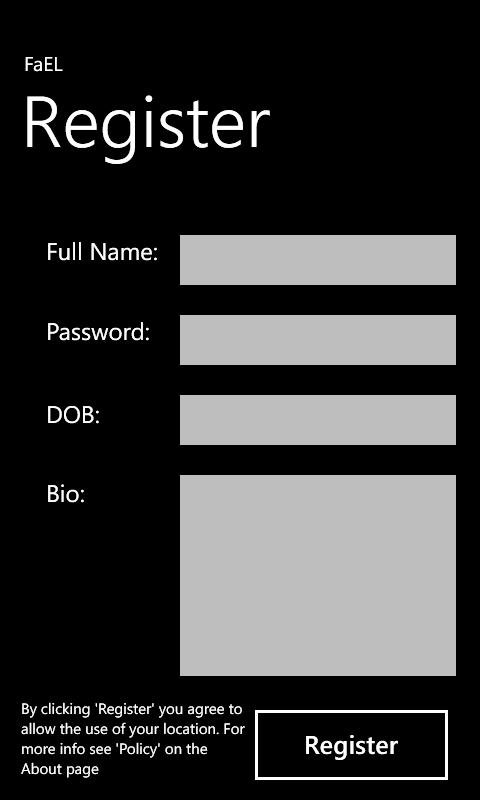 FaEL
Register
Full Name:
Password:
DOB:
Bio:
By clicking 'Register' you agree to
allow the use of your location. For
more info see 'Policy' on the
About page
Register